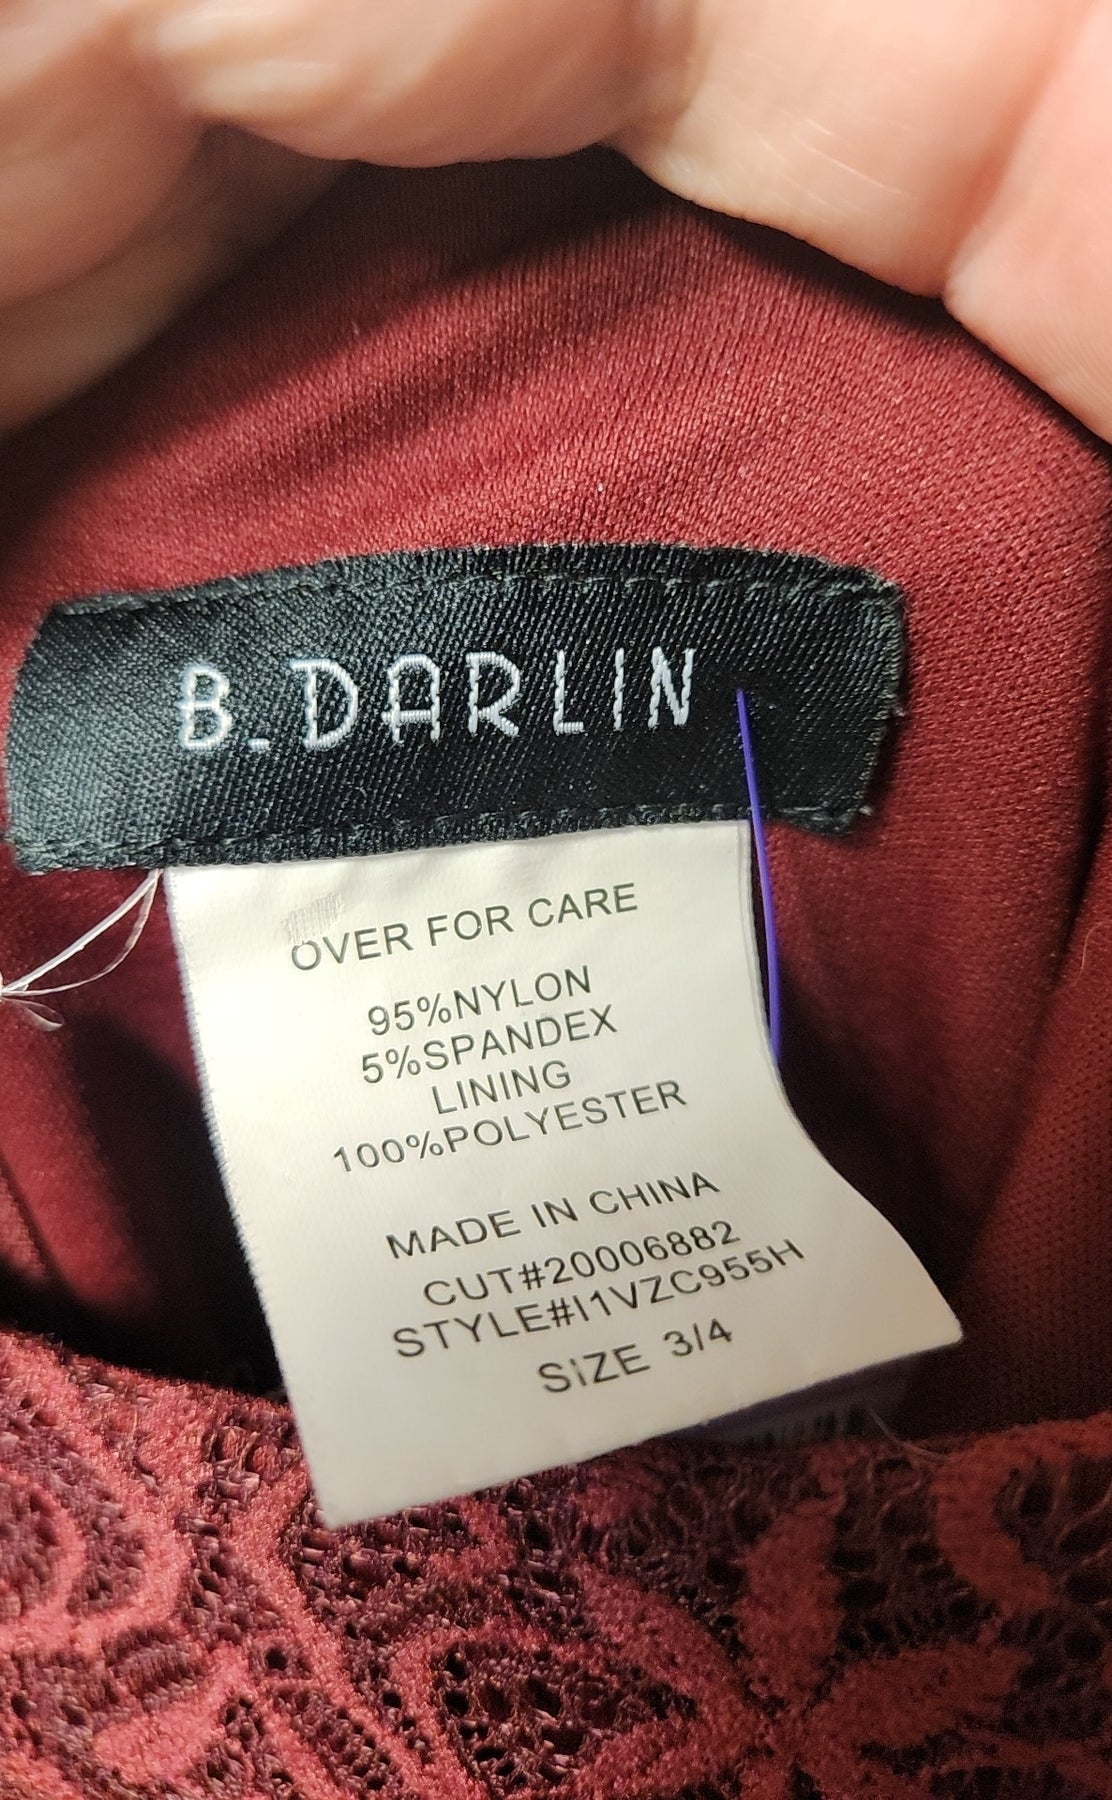 B.DARLIN
OVER FOR CARE
95%NYLON
5%SPANDEX
LINING
100%POLYESTER
MADE IN CHINA
CUT#20006882
STYLE#I1VZC955H
SIZE 3/4